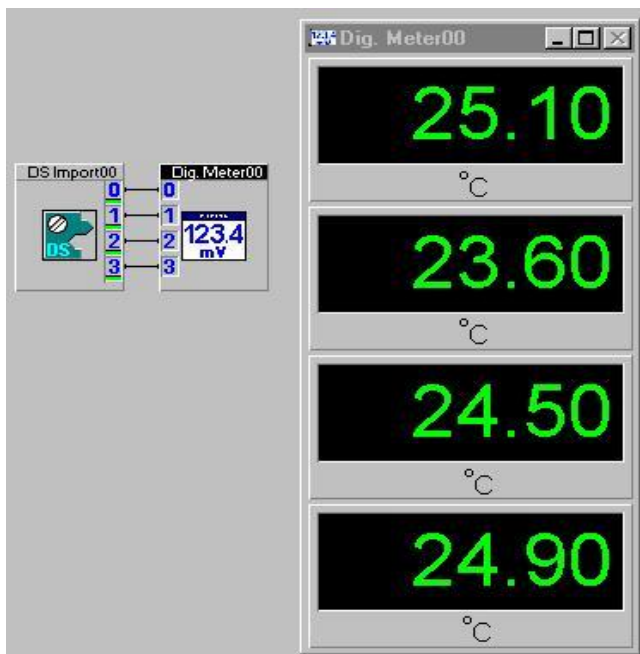 DS Import00
0
1
2
3
DS
Dig. Meter00
0
1
2
3
123.4
mV
Dig. Meter00
25.10
°C
23.60
°C
24.50
°C
24.90
°C